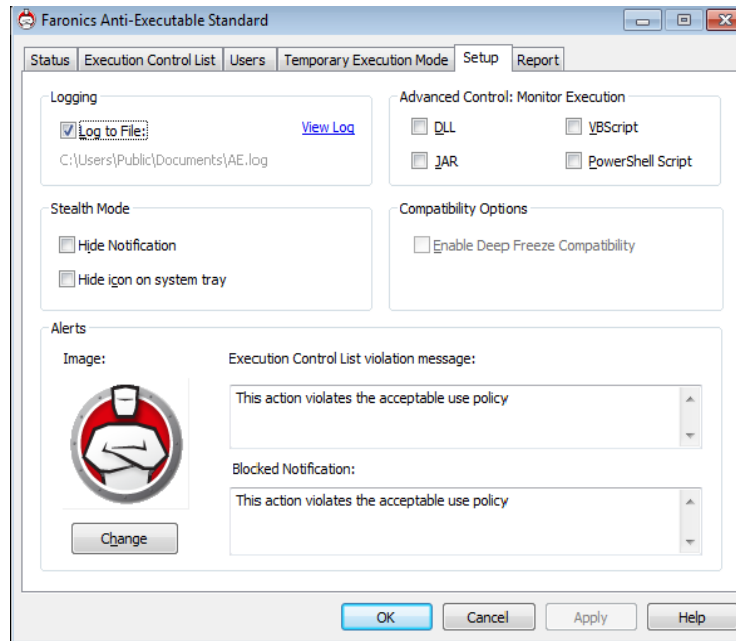 Faronics Anti-Executable Standard
Status Execution Control List Users Temporary Execution Mode Setup Report
Logging
Log to File:
View Log
C:\Users\Public\Documents\AE.log
Advanced Control: Monitor Execution
DLL
VBScript
JAR
PowerShell Script
Stealth Mode
Hide Notification
Hide icon on system tray
Compatibility Options
Enable Deep Freeze Compatibility
Alerts
Image:
Change
Execution Control List violation message:
This action violates the acceptable use policy
Blocked Notification:
This action violates the acceptable use policy
OK Cancel Apply Help